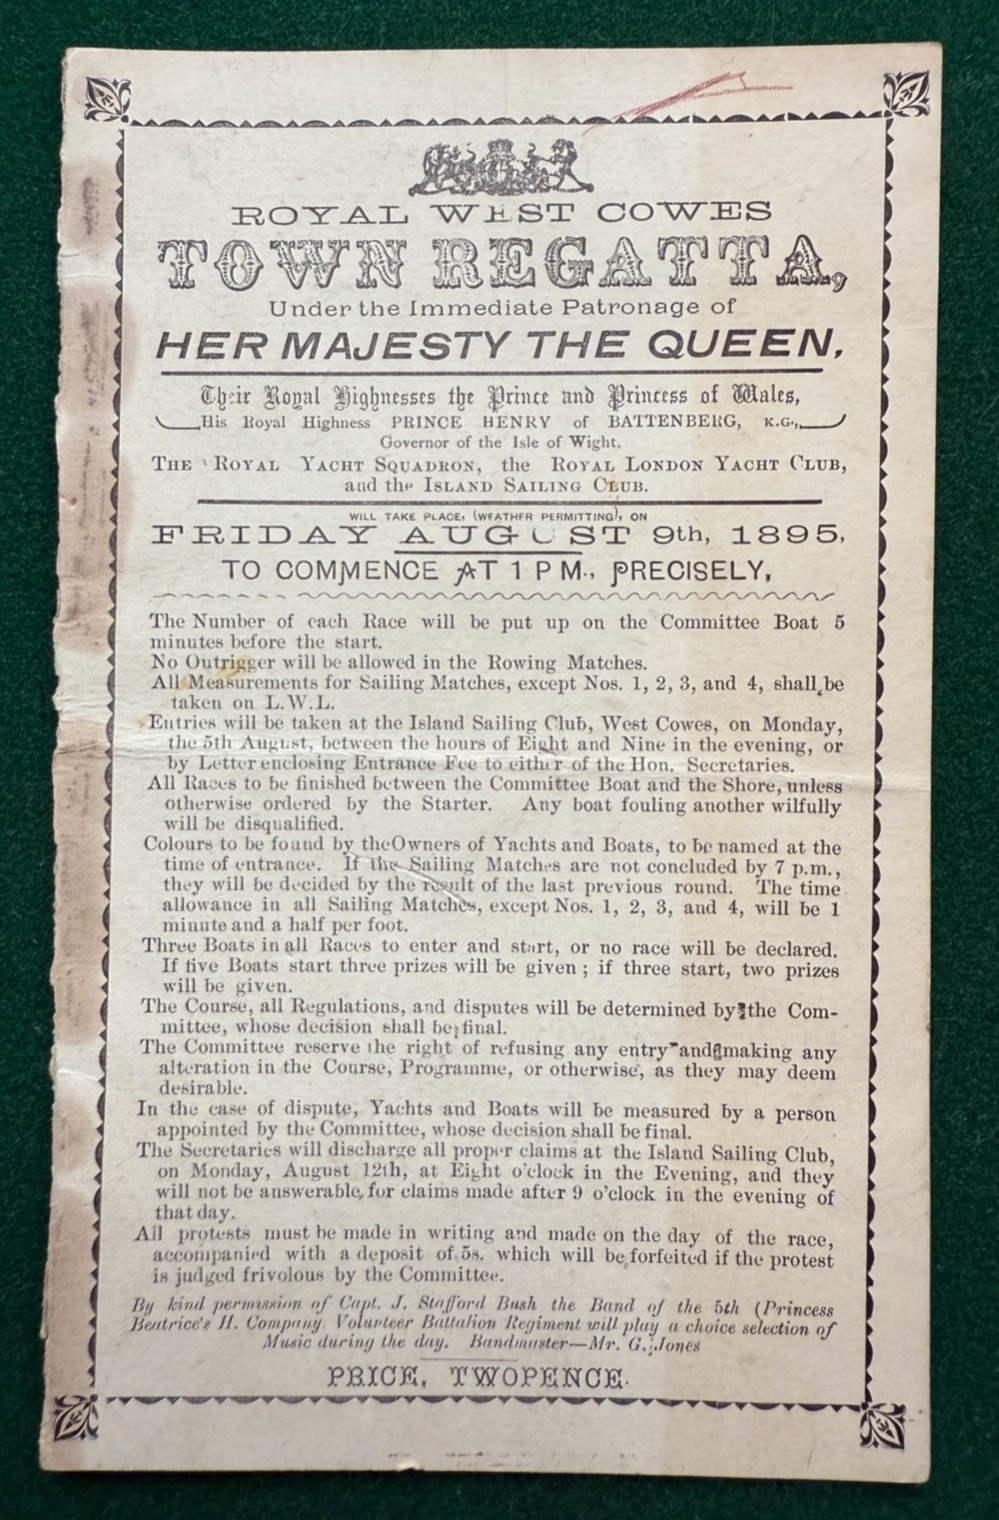 ROYAL WEST COWES
TOWN REGATTA,
Under the Immediate Patronage of
HER MAJESTY THE QUEEN,
Their Royal Highnesses the Prince and Princess of Wales,
His Royal Highness PRINCE HENRY of BATTENBERG, K.G.,
Governor of the Isle of Wight.
THE ROYAL YACHT SQUADRON, the ROYAL LONDON YACHT CLUB,
and the ISLAND SAILING CLUB.
WILL TAKE PLACE, (WEATHER PERMITTING), ON
FRIDAY AUGUST 9th, 1895,
TO COMMENCE AT 1 P M., PRECISELY,
The Number of each Race will be put up on the Committee Boat 5
minutes before the start.
No Outrigger will be allowed in the Rowing Matches.
All Measurements for Sailing Matches, except Nos. 1, 2, 3, and 4, shall be
taken on L.W.L.
Entries will be taken at the Island Sailing Club, West Cowes, on Monday,
the 5th August, between the hours of Eight and Nine in the evening, or
by Letter enclosing Entrance Fee to either of the Hon. Secretaries.
All Races to be finished between the Committee Boat and the Shore, unless
otherwise ordered by the Starter. Any boat fouling another wilfully
will be disqualified.
Colours to be found by the Owners of Yachts and Boats, to be named at the
time of entrance. If the Sailing Matches are not concluded by 7 p.m.,
they will be decided by the result of the last previous round. The time
allowance in all Sailing Matches, except Nos. 1, 2, 3, and 4, will be 1
minute and a half per foot.
Three Boats in all Races to enter and start, or no race will be declared.
If five Boats start three prizes will be given ; if three start, two prizes
will be given.
The Course, all Regulations, and disputes will be determined by the Com-
mittee, whose decision shall be final.
The Committee reserve the right of refusing any entry and making any
alteration in the Course, Programme, or otherwise, as they may deem
desirable.
In the case of dispute, Yachts and Boats will be measured by a person
appointed by the Committee, whose decision shall be final.
The Secretaries will discharge all proper claims at the Island Sailing Club,
on Monday, August 12th, at Eight o'clock in the Evening, and they
will not be answerable, for claims made after 9 o'clock in the evening of
that day.
All protests must be made in writing and made on the day of the race,
accompanied with a deposit of 5s. which will be forfeited if the protest
is judged frivolous by the Committee.
By kind permission of Capt. J. Stafford Bush the Band of the 5th (Princess
Beatrice's H. Company Volunteer Battalion Regiment will play a choice selection of
Music during the day. Bandmaster—Mr. G. Jones
PRICE, TWOPENCE.